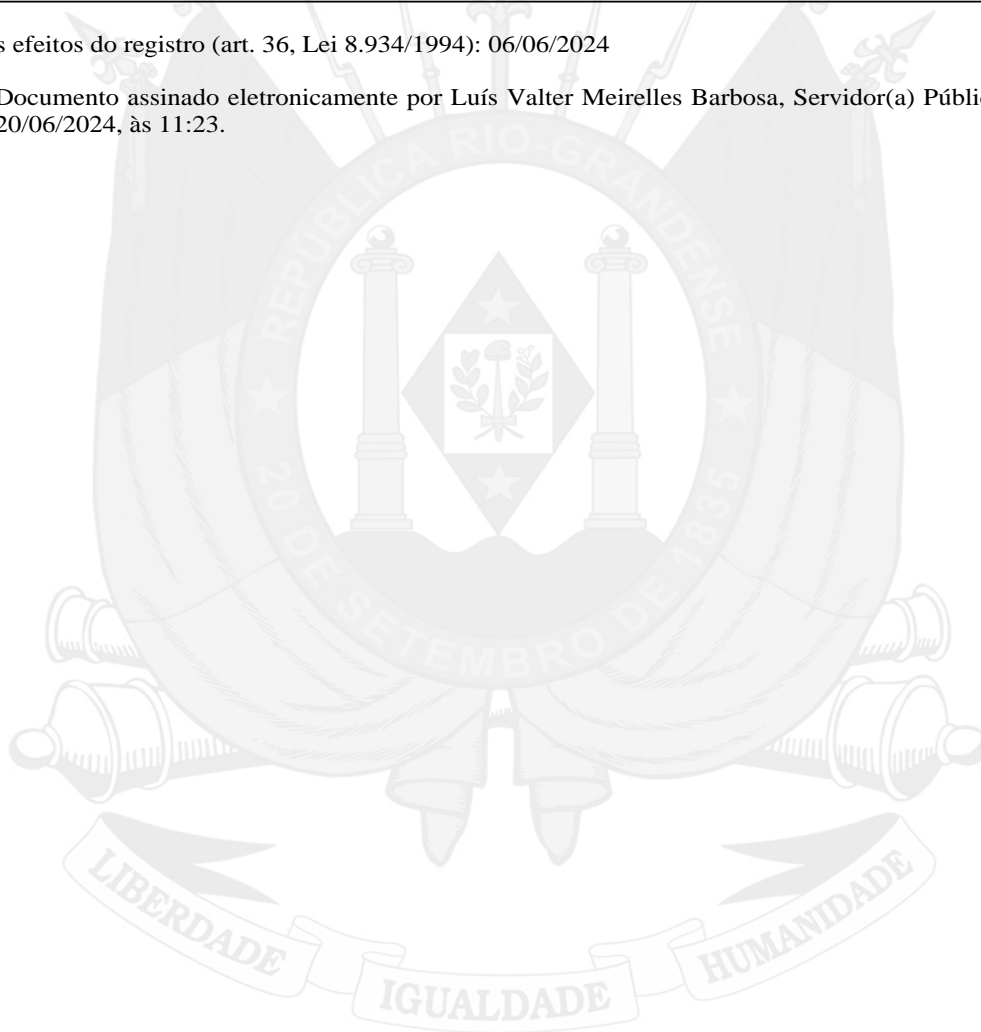 s efeitos do registro (art. 36, Lei 8.934/1994): 06/06/2024
Documento assinado eletronicamente por Luís Valter Meirelles Barbosa, Servidor(a) Públic
20/06/2024, às 11:23.
REPÚBLICA RIO-GRANDENSE
20 DE SETEMBRO DE 1835
LIBERDADE
IGUALDADE
HUMANIDADE